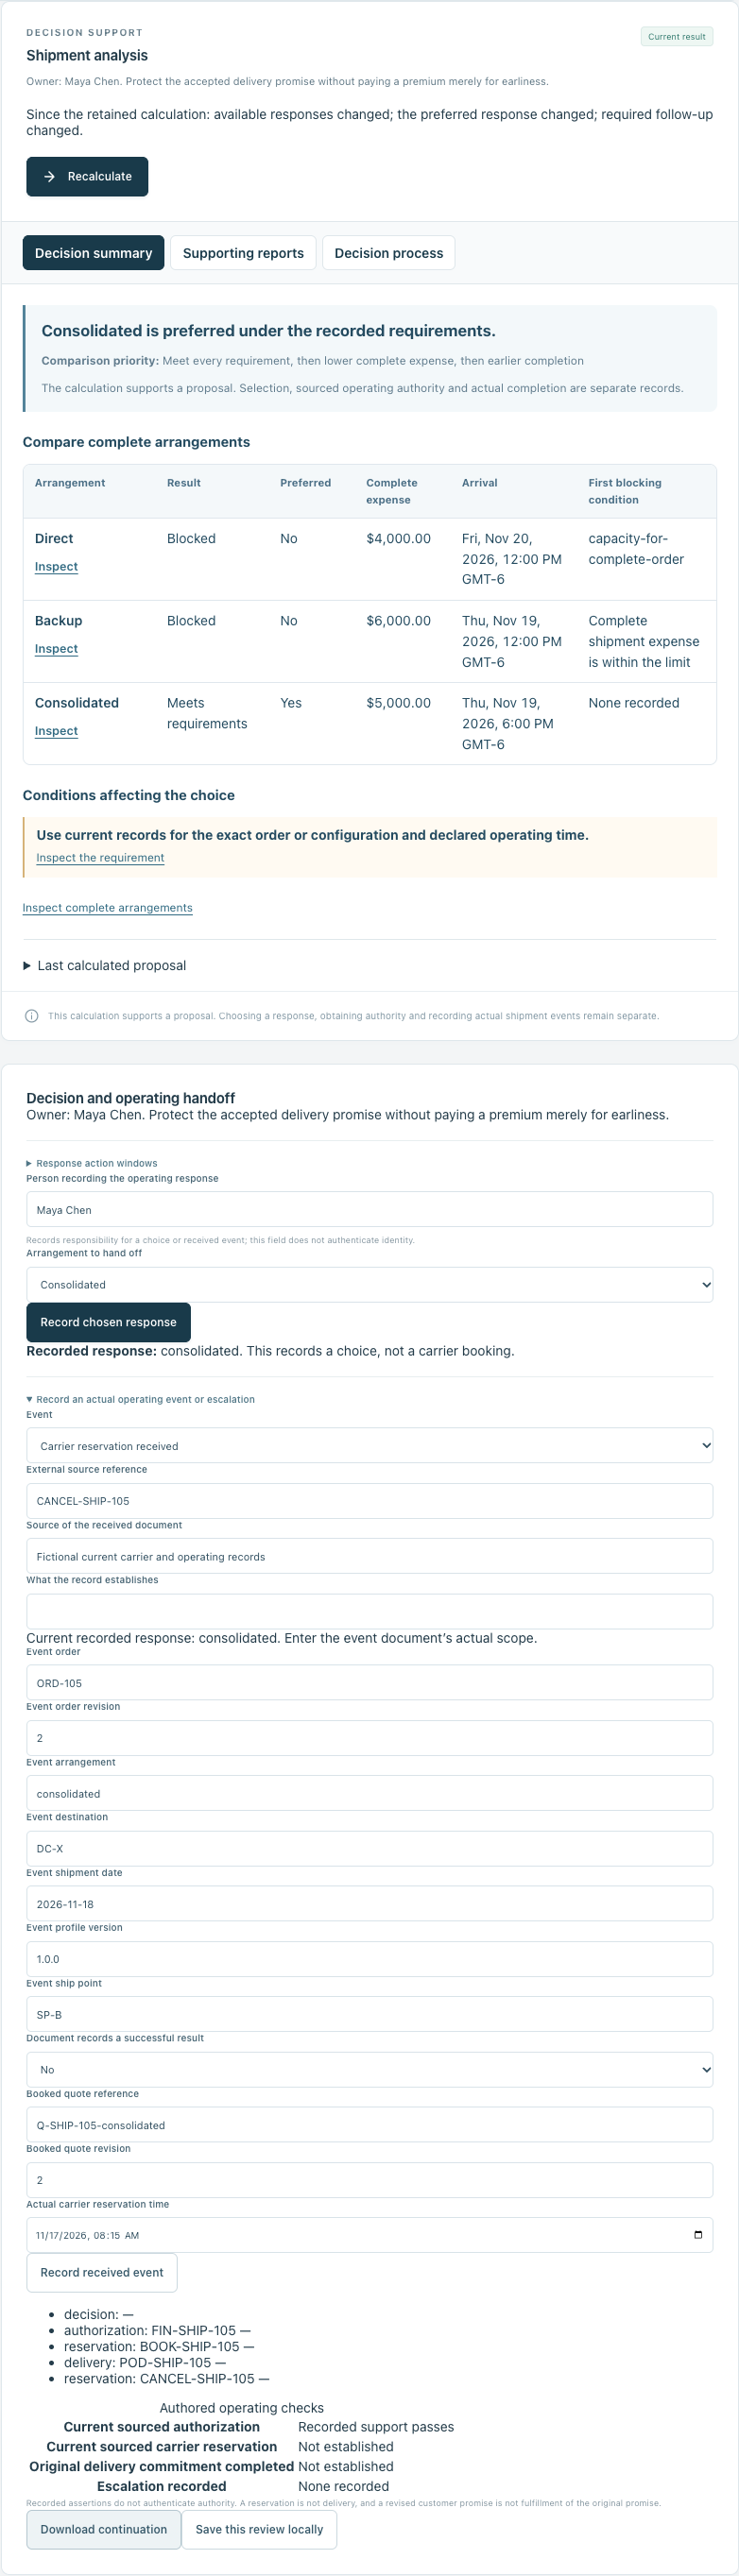 DECISION SUPPORT
Current result
Shipment analysis
Owner: Maya Chen. Protect the accepted delivery promise without paying a premium merely for earliness.
Since the retained calculation: available responses changed; the preferred response changed; required follow-up
changed.
Recalculate
Decision summary
Supporting reports
Decision process
Consolidated is preferred under the recorded requirements.
Comparison priority: Meet every requirement, then lower complete expense, then earlier completion
The calculation supports a proposal. Selection, sourced operating authority and actual completion are separate records.
Compare complete arrangements
Arrangement Result Preferred Complete expense Arrival First blocking condition
Direct Blocked No $4,000.00 Fri, Nov 20, 2026, 12:00 PM GMT-6 capacity-for-complete-order
Inspect
Backup Blocked No $6,000.00 Thu, Nov 19, 2026, 12:00 PM GMT-6 Complete shipment expense is within the limit
Inspect
Consolidated Meets requirements Yes $5,000.00 Thu, Nov 19, 2026, 6:00 PM GMT-6 None recorded
Inspect
Conditions affecting the choice
Use current records for the exact order or configuration and declared operating time.
Inspect the requirement
Inspect complete arrangements
Last calculated proposal
This calculation supports a proposal. Choosing a response, obtaining authority and recording actual shipment events remain separate.
Decision and operating handoff
Owner: Maya Chen. Protect the accepted delivery promise without paying a premium merely for earliness.
Response action windows
Person recording the operating response
Maya Chen
Records responsibility for a choice or received event; this field does not authenticate identity.
Arrangement to hand off
Consolidated
Record chosen response
Recorded response: consolidated. This records a choice, not a carrier booking.
Record an actual operating event or escalation
Event
Carrier reservation received
External source reference
CANCEL-SHIP-105
Source of the received document
Fictional current carrier and operating records
What the record establishes
Current recorded response: consolidated. Enter the event document's actual scope.
Event order
ORD-105
Event order revision
2
Event arrangement
consolidated
Event destination
DC-X
Event shipment date
2026-11-18
Event profile version
1.0.0
Event ship point
SP-B
Document records a successful result
No
Booked quote reference
Q-SHIP-105-consolidated
Booked quote revision
2
Actual carrier reservation time
11/17/2026, 08:15 AM
Record received event
• decision: —
• authorization: FIN-SHIP-105 —
• reservation: BOOK-SHIP-105 —
• delivery: POD-SHIP-105 —
• reservation: CANCEL-SHIP-105 —
Authored operating checks
Current sourced authorization Recorded support passes
Current sourced carrier reservation Not established
Original delivery commitment completed Not established
Escalation recorded None recorded
Recorded assertions do not authenticate authority. A reservation is not delivery, and a revised customer promise is not fulfillment of the original promise.
Download continuation
Save this review locally